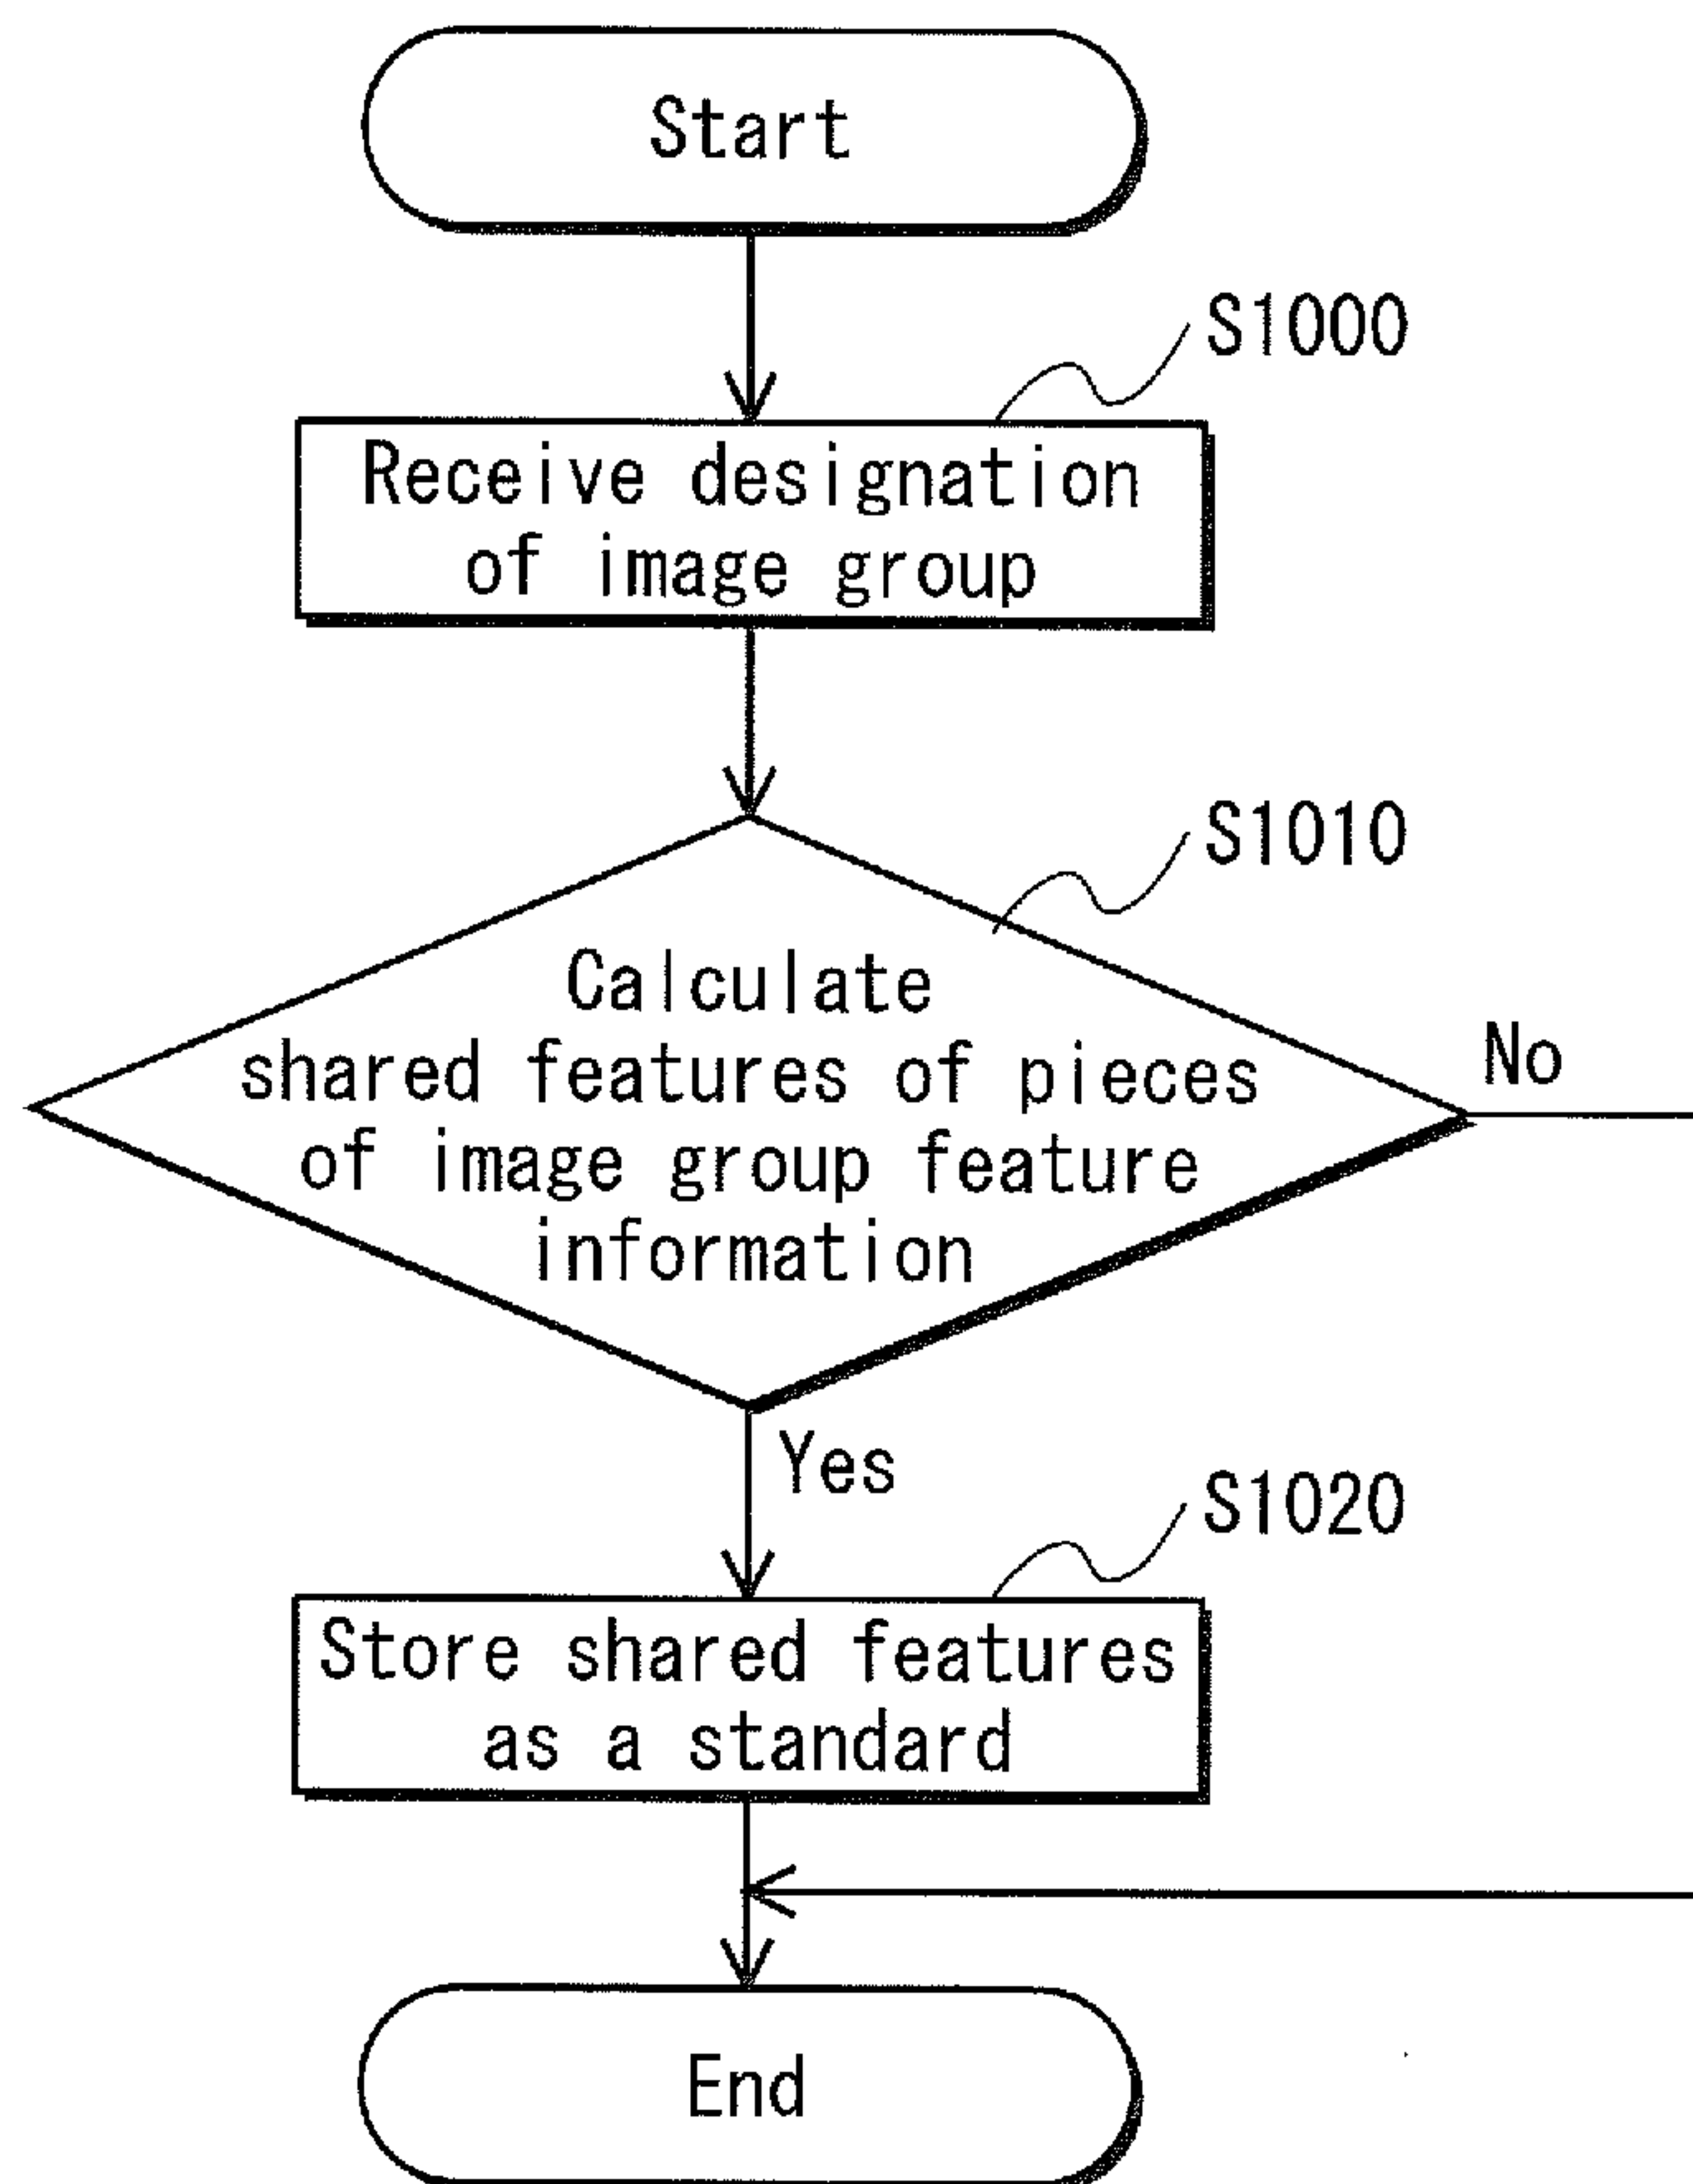 Start
S1000
Receive designation
of image group
S1010
Calculate
shared features of pieces
of image group feature
information
No
Yes
S1020
Store shared features
as a standard
End